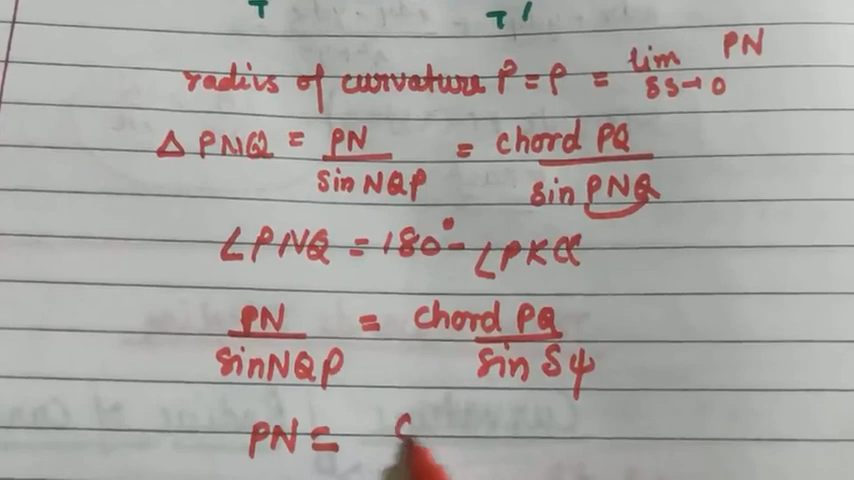 T T'
radius of curvature P = ρ = lim δs→0 PN
Δ PNQ = PN / sin NQP = chord PQ / sin PNQ
∠PNQ = 180° - ∠PKQ
PN / sin NQP = chord PQ / sin δψ
PN =